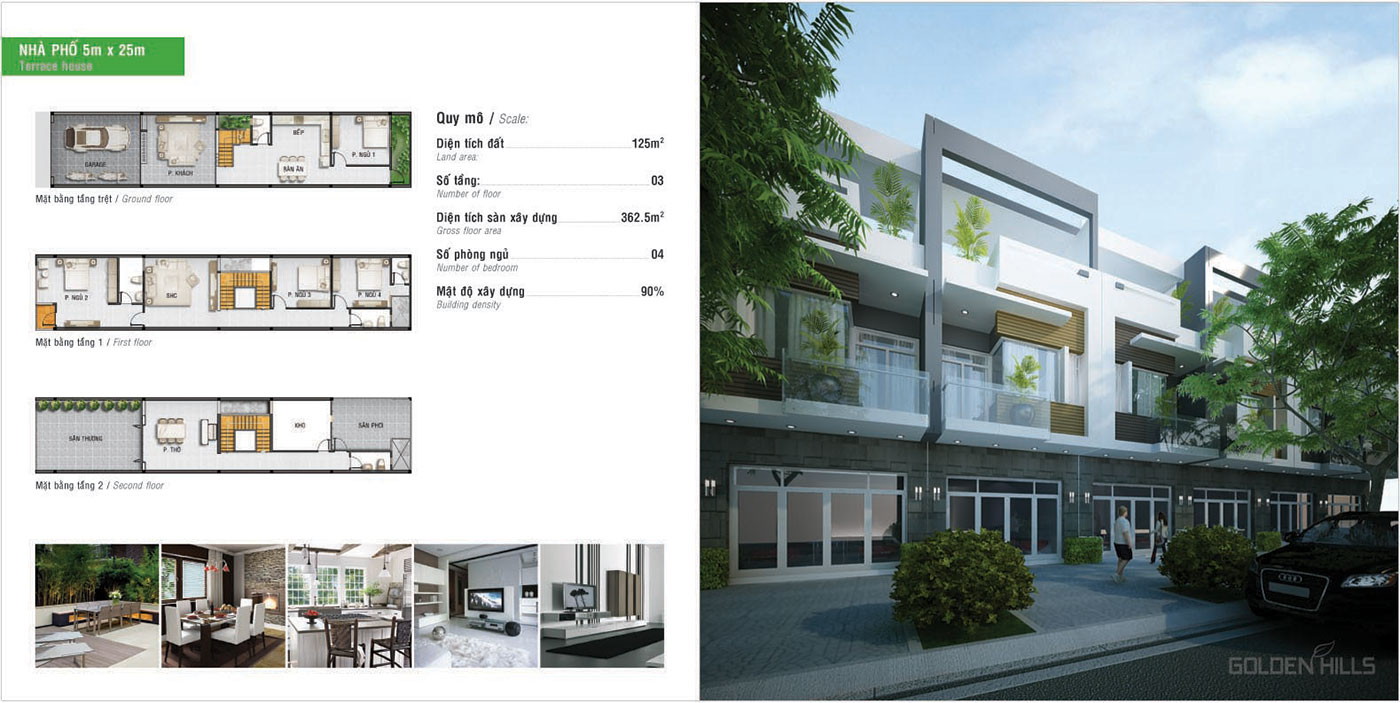 NHÀ PHỐ 5m x 25m
Terrace house
GARAGE
P. KHÁCH
BẾP
BÀN ĂN
P. NGỦ 1
Mặt bằng tầng trệt / Ground floor
P. NGỦ 2
SHC
P. NGỦ 3
P. NGỦ 4
Mặt bằng tầng 1 / First floor
SÂN THƯỢNG
P. THỜ
KHO
SÂN PHƠI
Mặt bằng tầng 2 / Second floor
Quy mô / Scale:
Diện tích đất 125m²
Land area:
Số tầng: 03
Number of floor
Diện tích sàn xây dựng 362.5m²
Gross floor area
Số phòng ngủ 04
Number of bedroom
Mật độ xây dựng 90%
Building density
GOLDEN HILLS